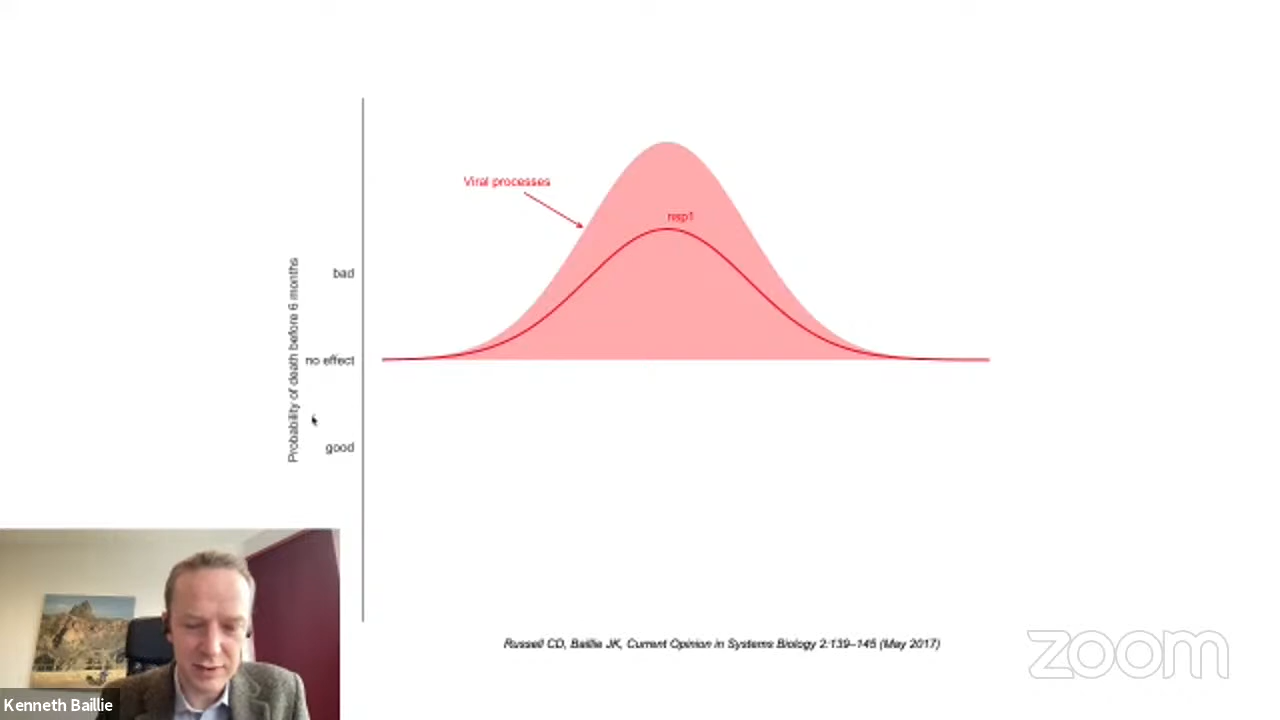 Viral processes
nsp1
bad
no effect
good
Probability of death before 6 months
Russell CD, Baillie JK, Current Opinion in Systems Biology 2:139–145 (May 2017)
zoom
Kenneth Baillie